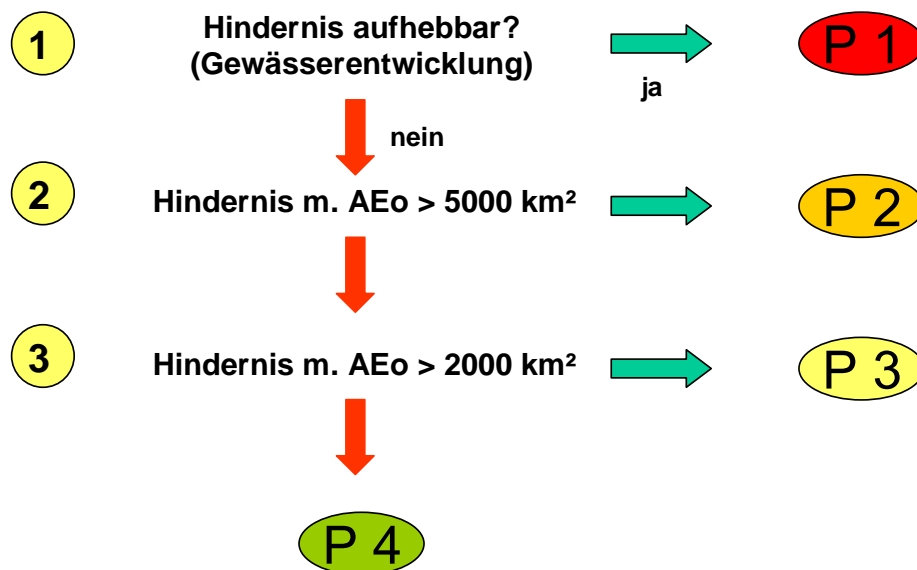 1
Hindernis aufhebbar?
(Gewässerentwicklung)
ja
P 1
nein
2
Hindernis m. AEo > 5000 km²
P 2
3
Hindernis m. AEo > 2000 km²
P 3
P 4